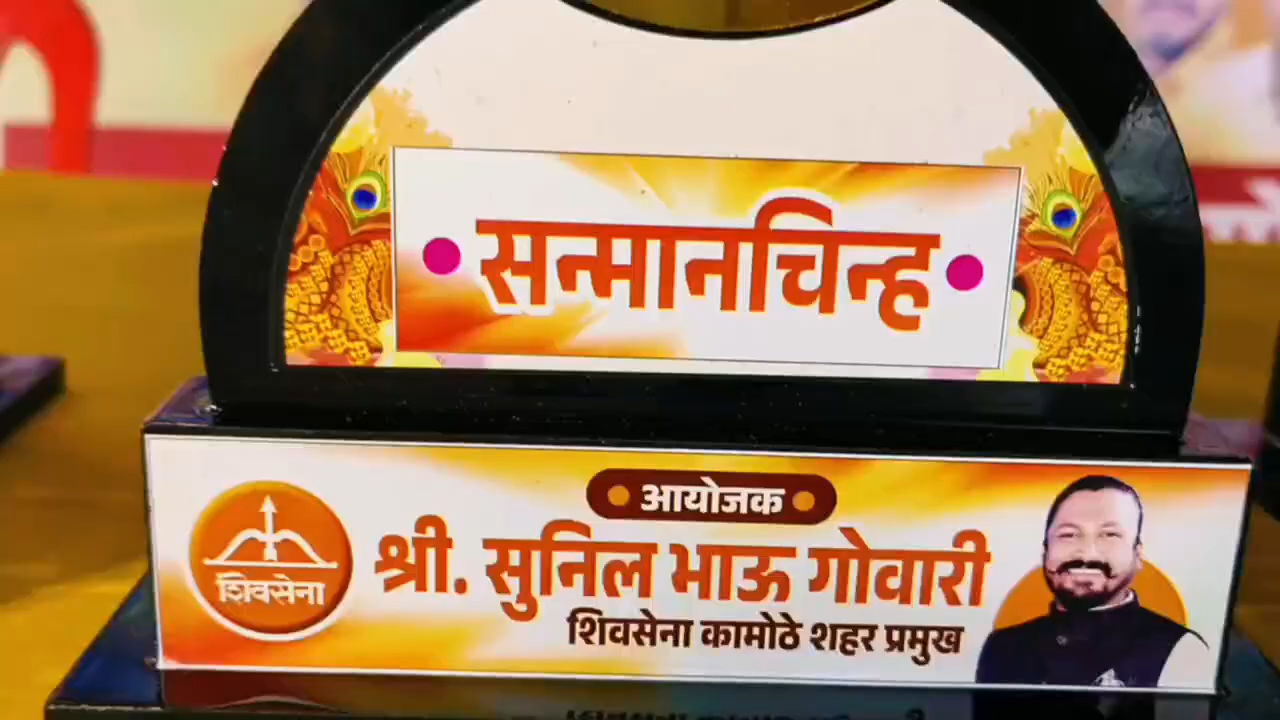 सन्मानचिन्ह
आयोजक
श्री. सुनिल भाऊ गोवारी
शिवसेना कामोठे शहर प्रमुख
शिवसेना